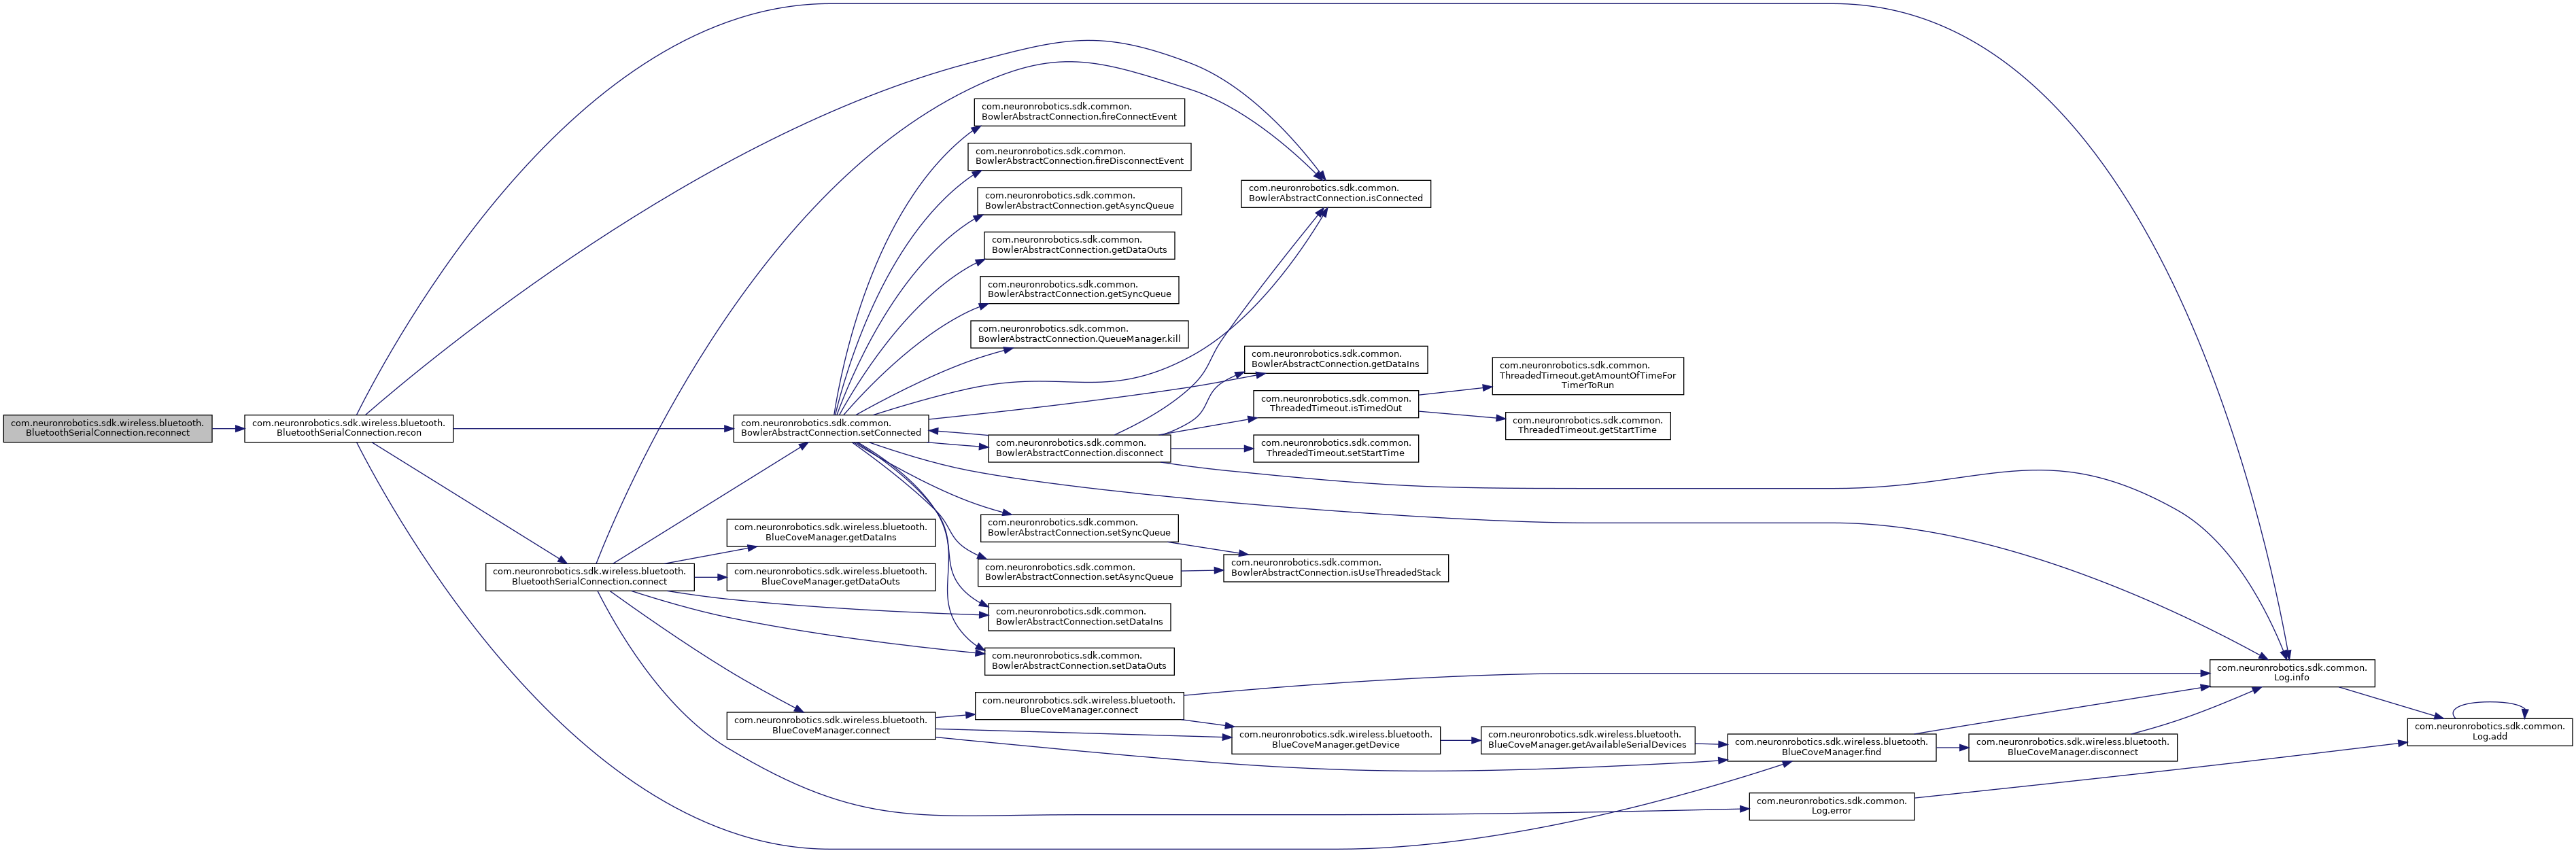 com.neuronrobotics.sdk.wireless.bluetooth.
BluetoothSerialConnection.reconnect
com.neuronrobotics.sdk.wireless.bluetooth.
BluetoothSerialConnection.recon
com.neuronrobotics.sdk.wireless.bluetooth.
BluetoothSerialConnection.connect
com.neuronrobotics.sdk.common.
BowlerAbstractConnection.setConnected
com.neuronrobotics.sdk.wireless.bluetooth.
BlueCoveManager.getDataIns
com.neuronrobotics.sdk.wireless.bluetooth.
BlueCoveManager.getDataOuts
com.neuronrobotics.sdk.wireless.bluetooth.
BlueCoveManager.connect
com.neuronrobotics.sdk.common.
BowlerAbstractConnection.fireConnectEvent
com.neuronrobotics.sdk.common.
BowlerAbstractConnection.fireDisconnectEvent
com.neuronrobotics.sdk.common.
BowlerAbstractConnection.getAsyncQueue
com.neuronrobotics.sdk.common.
BowlerAbstractConnection.getDataOuts
com.neuronrobotics.sdk.common.
BowlerAbstractConnection.getSyncQueue
com.neuronrobotics.sdk.common.
BowlerAbstractConnection.QueueManager.kill
com.neuronrobotics.sdk.common.
BowlerAbstractConnection.disconnect
com.neuronrobotics.sdk.common.
BowlerAbstractConnection.setSyncQueue
com.neuronrobotics.sdk.common.
BowlerAbstractConnection.setAsyncQueue
com.neuronrobotics.sdk.common.
BowlerAbstractConnection.setDataIns
com.neuronrobotics.sdk.common.
BowlerAbstractConnection.setDataOuts
com.neuronrobotics.sdk.wireless.bluetooth.
BlueCoveManager.connect
com.neuronrobotics.sdk.common.
BowlerAbstractConnection.isConnected
com.neuronrobotics.sdk.common.
BowlerAbstractConnection.getDataIns
com.neuronrobotics.sdk.common.
ThreadedTimeout.isTimedOut
com.neuronrobotics.sdk.common.
ThreadedTimeout.setStartTime
com.neuronrobotics.sdk.common.
BowlerAbstractConnection.isUseThreadedStack
com.neuronrobotics.sdk.wireless.bluetooth.
BlueCoveManager.getDevice
com.neuronrobotics.sdk.common.
ThreadedTimeout.getAmountOfTimeFor
TimerToRun
com.neuronrobotics.sdk.common.
ThreadedTimeout.getStartTime
com.neuronrobotics.sdk.wireless.bluetooth.
BlueCoveManager.getAvailableSerialDevices
com.neuronrobotics.sdk.wireless.bluetooth.
BlueCoveManager.find
com.neuronrobotics.sdk.common.
Log.error
com.neuronrobotics.sdk.wireless.bluetooth.
BlueCoveManager.disconnect
com.neuronrobotics.sdk.common.
Log.info
com.neuronrobotics.sdk.common.
Log.add